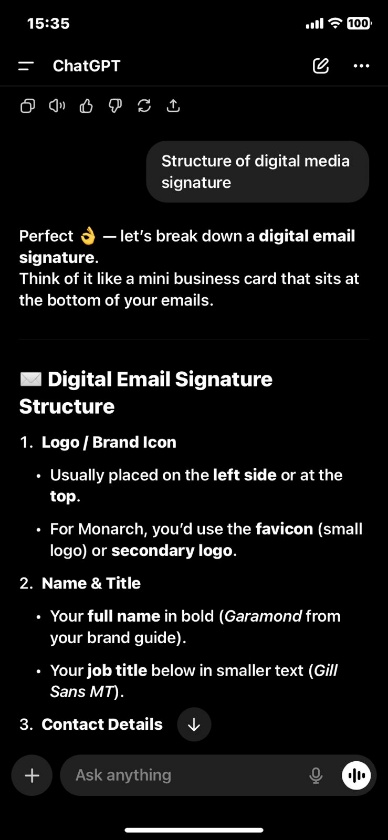 15:35
100
ChatGPT
Structure of digital media
signature
Perfect 👌 — let's break down a digital email
signature.
Think of it like a mini business card that sits at
the bottom of your emails.
✉️ Digital Email Signature
Structure
1. Logo / Brand Icon
• Usually placed on the left side or at the
top.
• For Monarch, you'd use the favicon (small
logo) or secondary logo.
2. Name & Title
• Your full name in bold (Garamond from
your brand guide).
• Your job title below in smaller text (Gill
Sans MT).
3. Contact Details
Ask anything